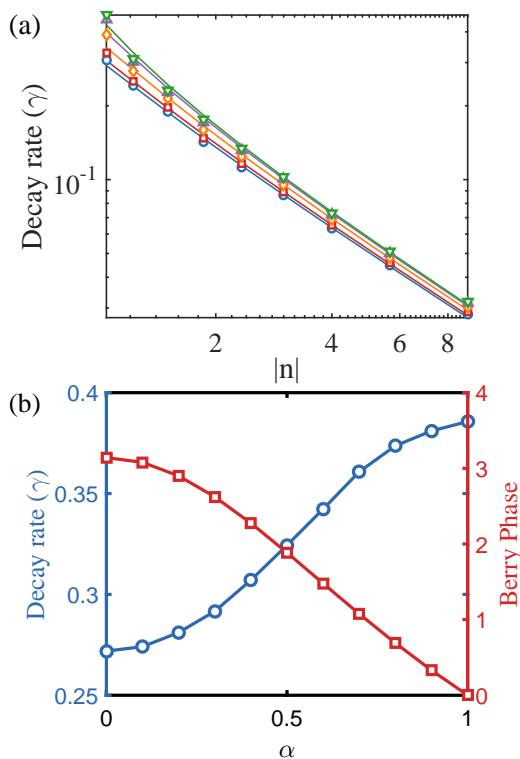 (a)
Decay rate (γ)
10⁻¹
2
4
6
8
|n|
(b)
Decay rate (γ)
0.4
0.35
0.3
0.25
4
3
2
1
0
Berry Phase
0
0.5
1
α